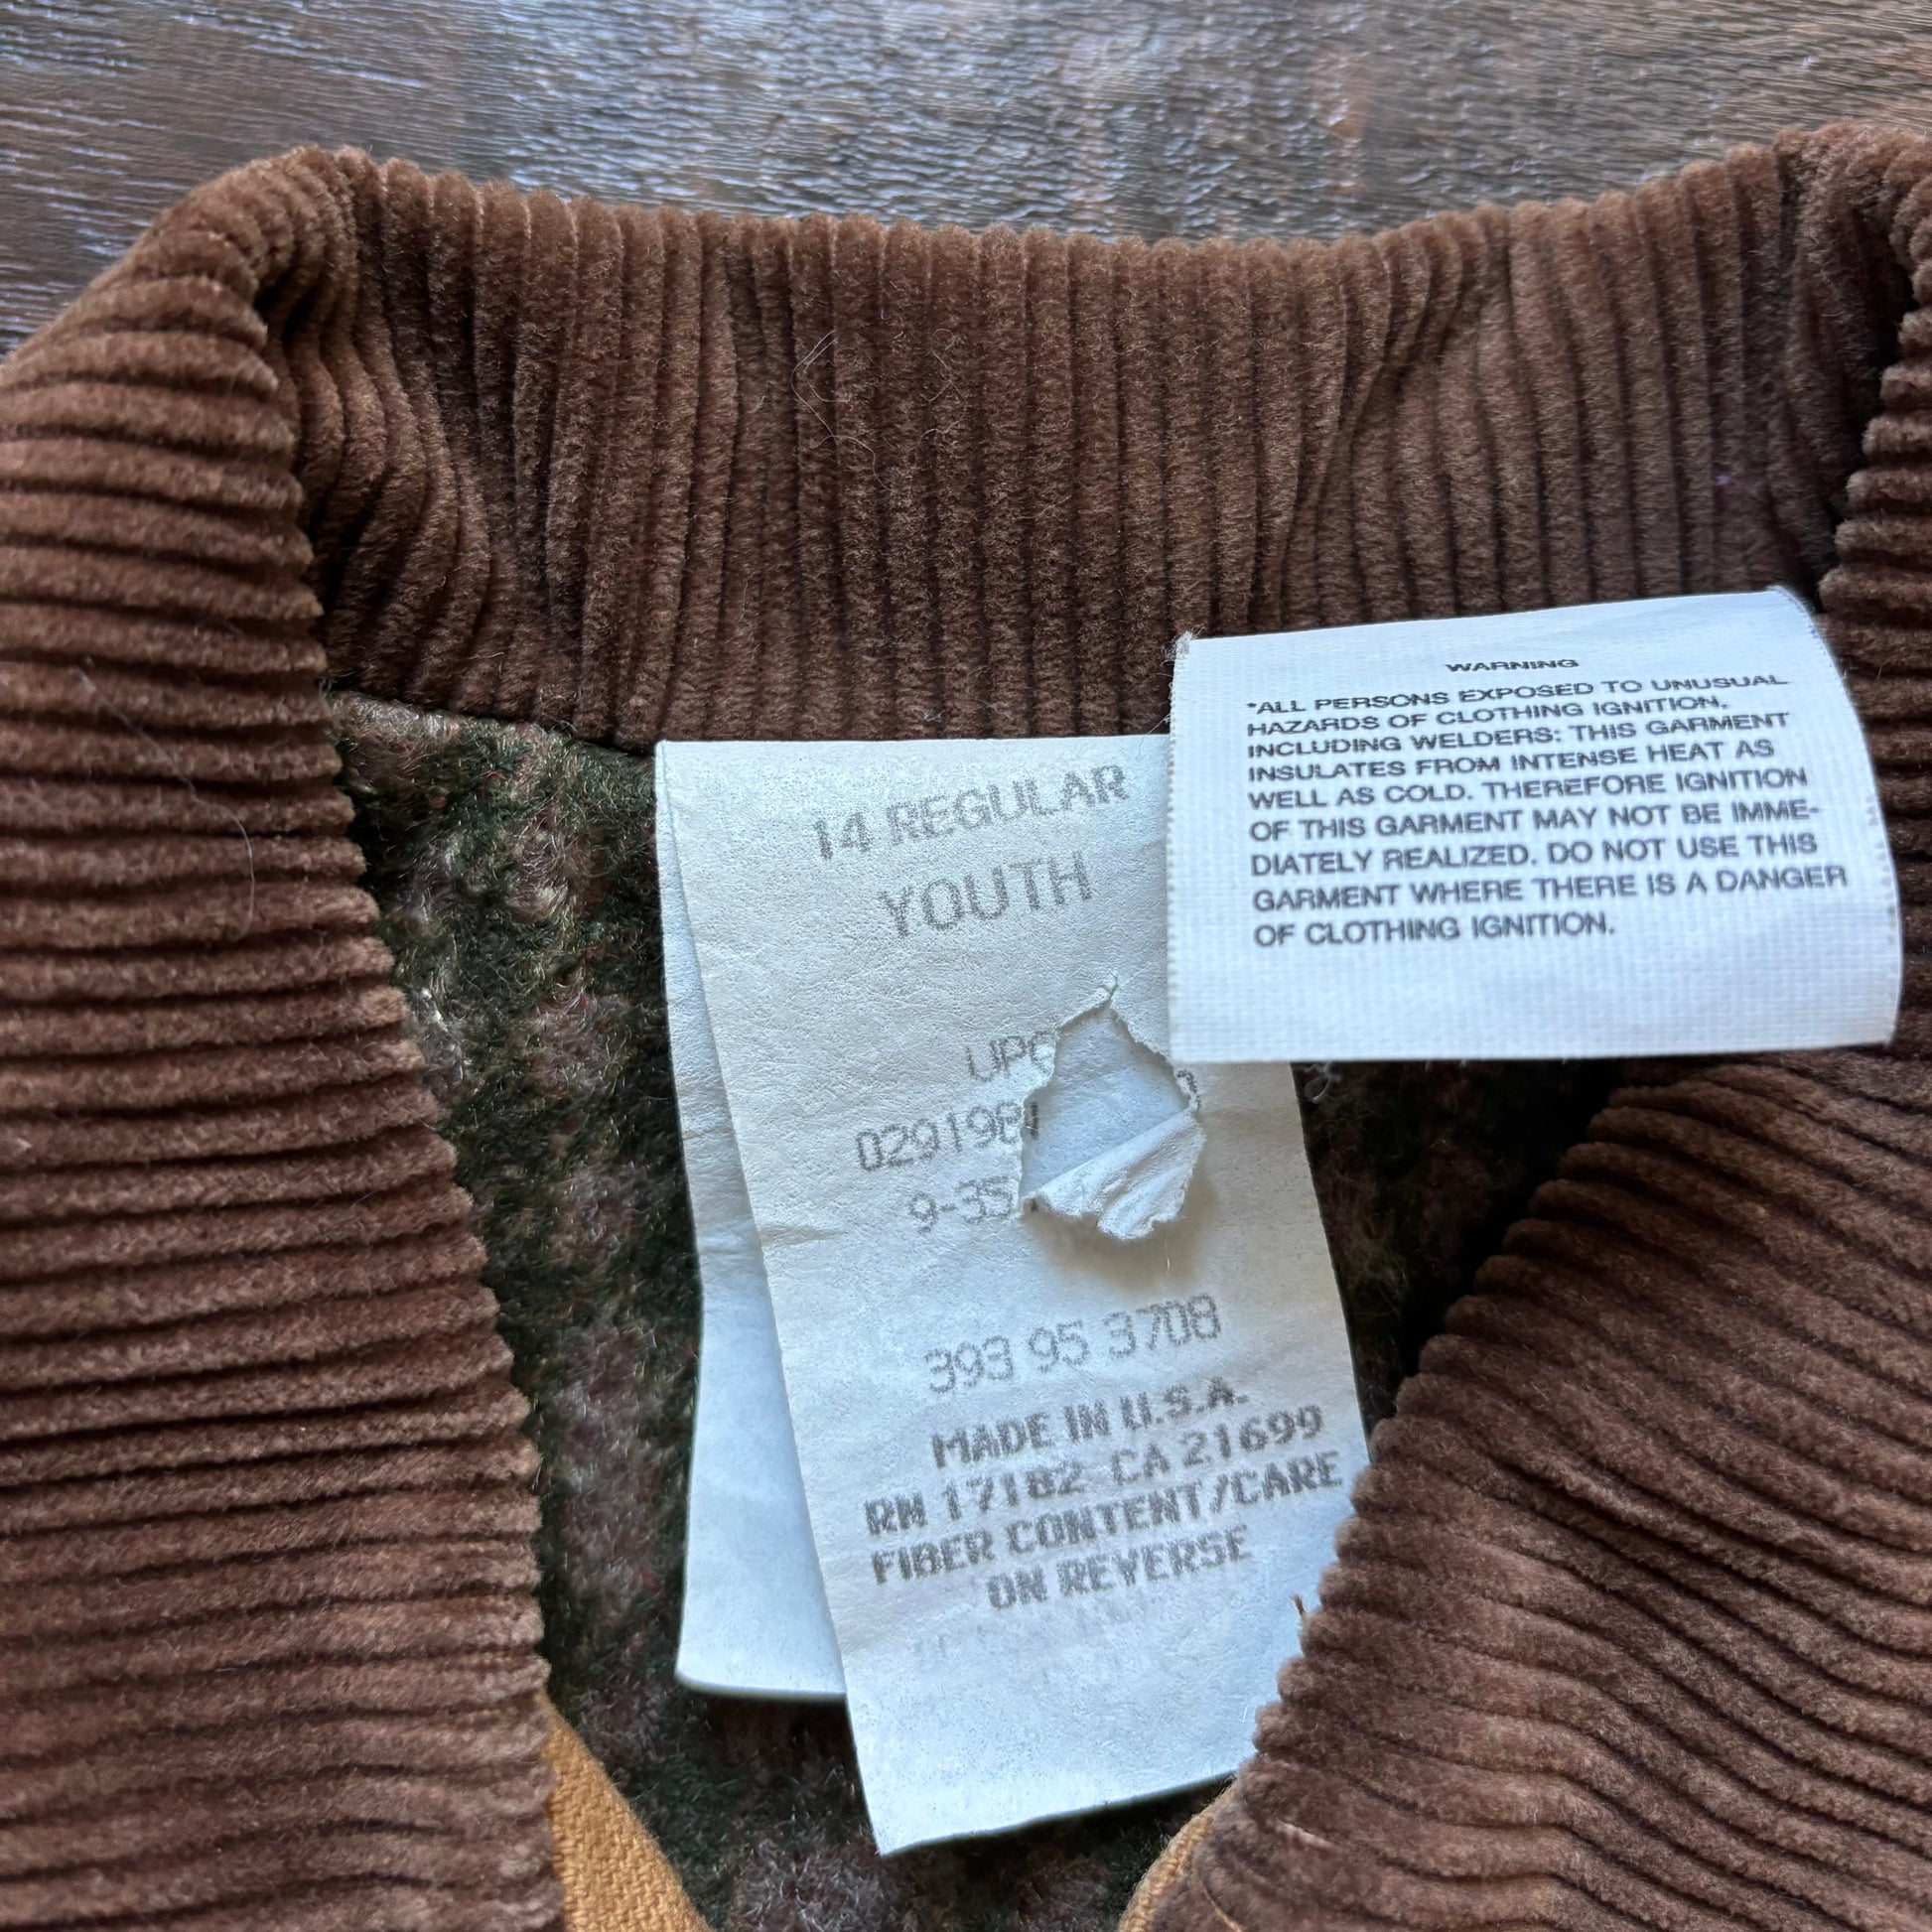 14 REGULAR
YOUTH
UPC
029198
9-35
393 95 3708
MADE IN U.S.A.
RN 17182 CA 21699
FIBER CONTENT/CARE
ON REVERSE
WARNING
*ALL PERSONS EXPOSED TO UNUSUAL
HAZARDS OF CLOTHING IGNITION,
INCLUDING WELDERS: THIS GARMENT
INSULATES FROM INTENSE HEAT AS
WELL AS COLD. THEREFORE IGNITION
OF THIS GARMENT MAY NOT BE IMME-
DIATELY REALIZED. DO NOT USE THIS
GARMENT WHERE THERE IS A DANGER
OF CLOTHING IGNITION.